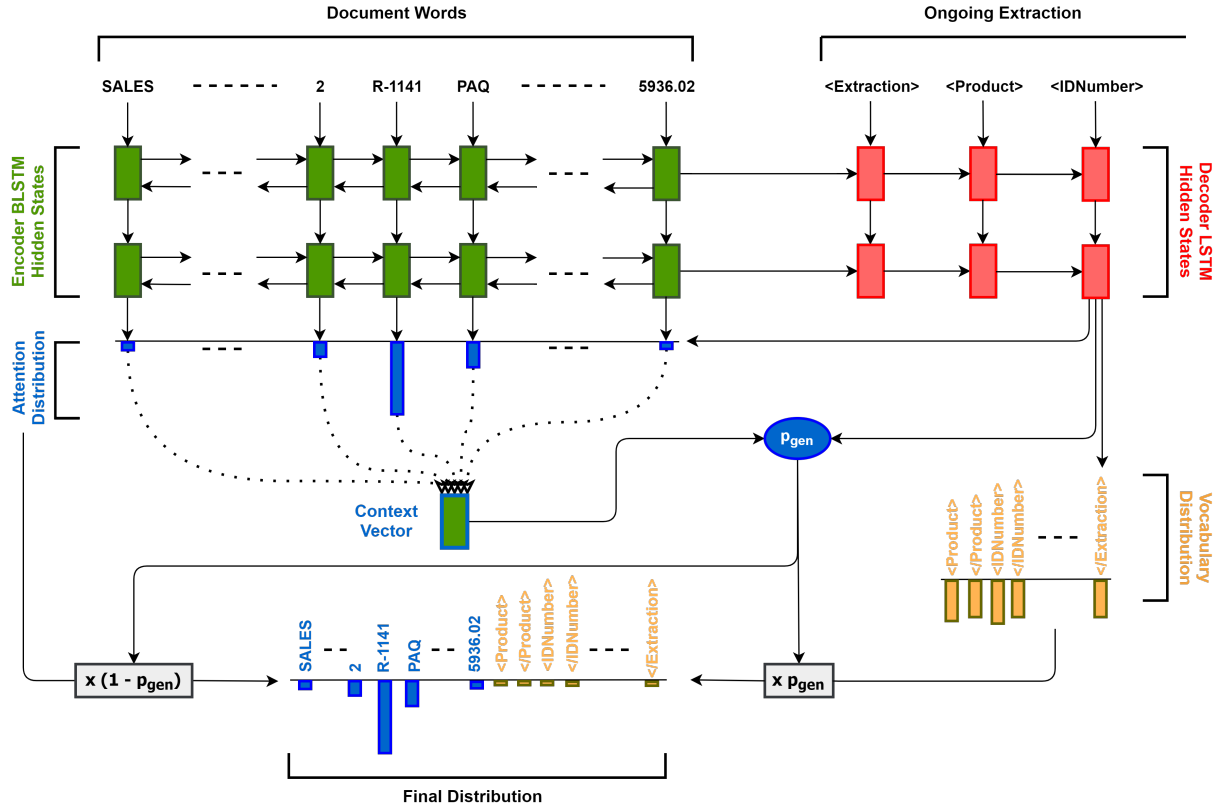 Document Words
Ongoing Extraction
SALES
2
R-1141
PAQ
5936.02
<Extraction>
<Product>
<IDNumber>
Encoder BLSTM
Hidden States
Decoder LSTM
Hidden States
Attention
Distribution
pgen
Context
Vector
<Product>
</Product>
<IDNumber>
</IDNumber>
</Extraction>
Vocabulary
Distribution
SALES
2
R-1141
PAQ
5936.02
<Product>
</Product>
<IDNumber>
</IDNumber>
</Extraction>
x (1 - pgen)
x pgen
Final Distribution